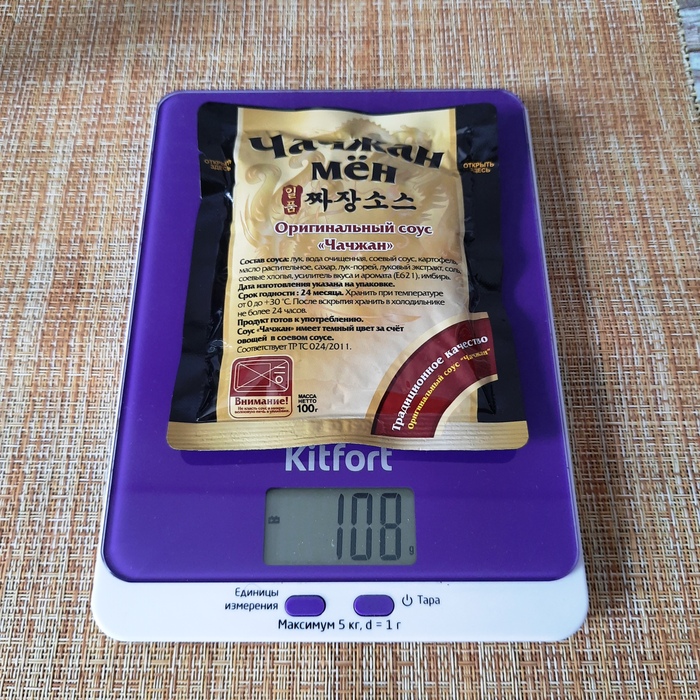 Чачжан
мён
ОТКРЫТЬ
ЗДЕСЬ
ОТКРЫТЬ
ЗДЕСЬ
일품
짜장소스
Оригинальный соус
«Чачжан»
Состав соуса: лук, вода очищенная, соевый соус, картофель,
масло растительное, сахар, лук-порей, луковый экстракт, соль,
соевые хлопья, усилитель вкуса и аромата (Е621), имбирь.
Дата изготовления указана на упаковке.
Срок годности: 24 месяца. Хранить при температуре
от 0 до +30 °С. После вскрытия хранить в холодильнике
не более 24 часов.
Продукт готов к употреблению.
Соус «Чачжан» имеет темный цвет за счёт
овощей в соевом соусе.
Соответствует ТР ТС 024/2011.
Внимание!
МАССА
НЕТТО
100г
Традиционное качество
Оригинальный соус "Чачжан"
Kitfort
108 g
Единицы
измерения
Тара
Максимум 5 кг, d = 1 г